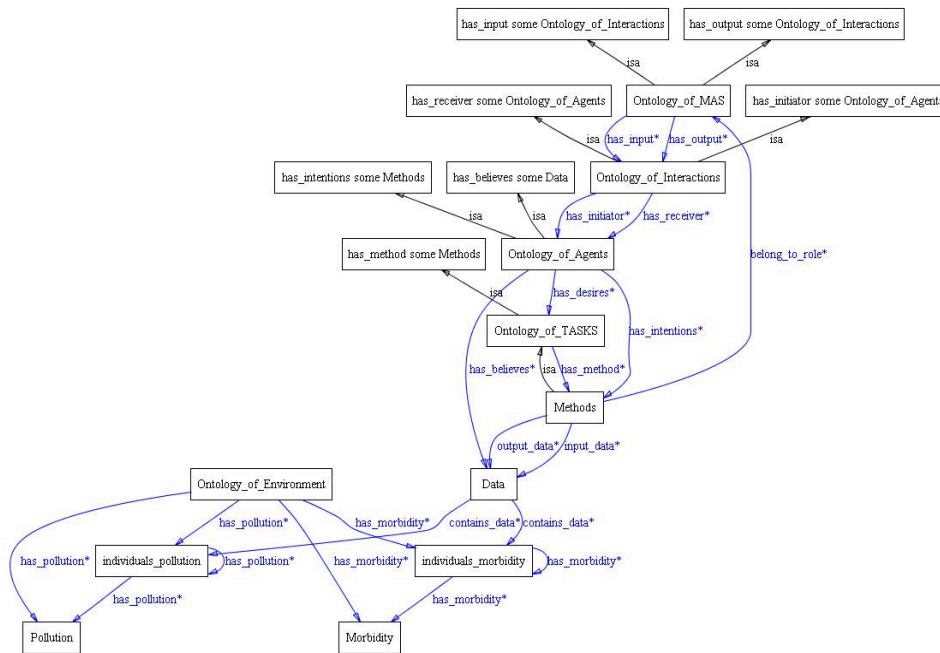 has_input some Ontology_of_Interactions
has_output some Ontology_of_Interactions
isa
isa
has_receiver some Ontology_of_Agents
Ontology_of_MAS
has_initiator some Ontology_of_Agents
isa
has_input*
has_output*
isa
has_intentions some Methods
has_believes some Data
Ontology_of_Interactions
isa
isa
has_initiator*
has_receiver*
has_method some Methods
Ontology_of_Agents
belong_to_role*
isa
has_desires*
Ontology_of_TASKS
has_intentions*
has_believes*
isa
has_method*
Methods
output_data*
input_data*
Ontology_of_Environment
Data
has_pollution*
has_morbidity*
contains_data*
contains_data*
has_pollution*
individuals_pollution
has_pollution*
has_morbidity*
individuals_morbidity
has_morbidity*
has_pollution*
has_morbidity*
Pollution
Morbidity